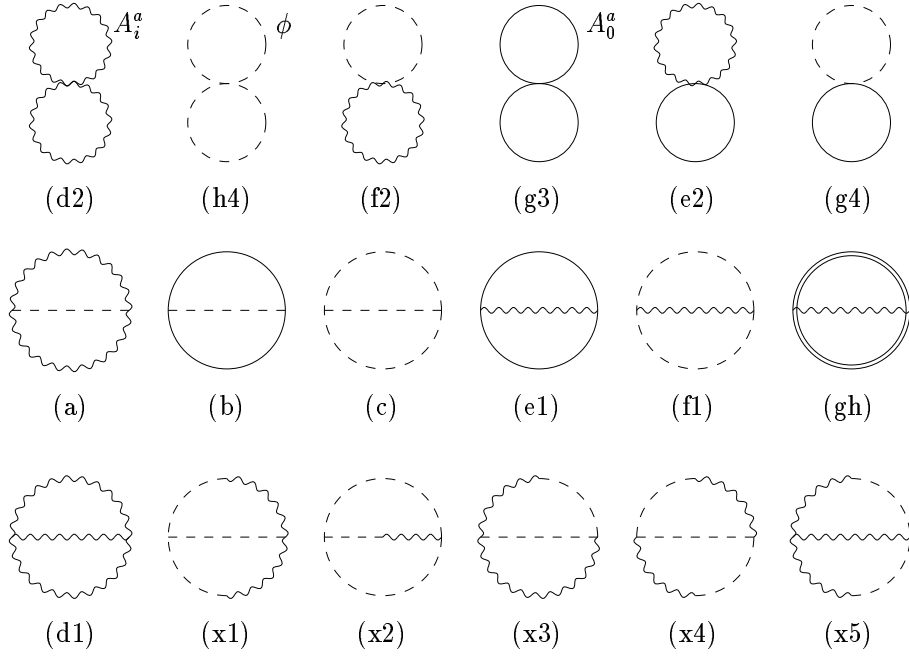 A_i^a ϕ A_0^a
(d2) (h4) (f2) (g3) (e2) (g4)
(a) (b) (c) (e1) (f1) (gh)
(d1) (x1) (x2) (x3) (x4) (x5)